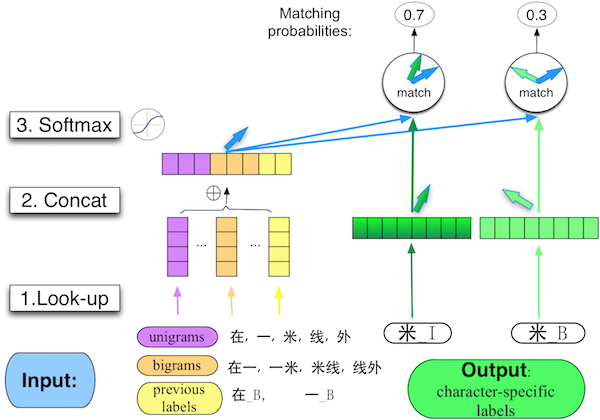 Matching probabilities:
0.7
0.3
match
match
3. Softmax
2. Concat
...
...
1.Look-up
米_I
米_B
unigrams
在, 一, 米, 线, 外
bigrams
在一, 一米, 米线, 线外
previous labels
在_B, 一_B
Input:
Output:
character-specific
labels